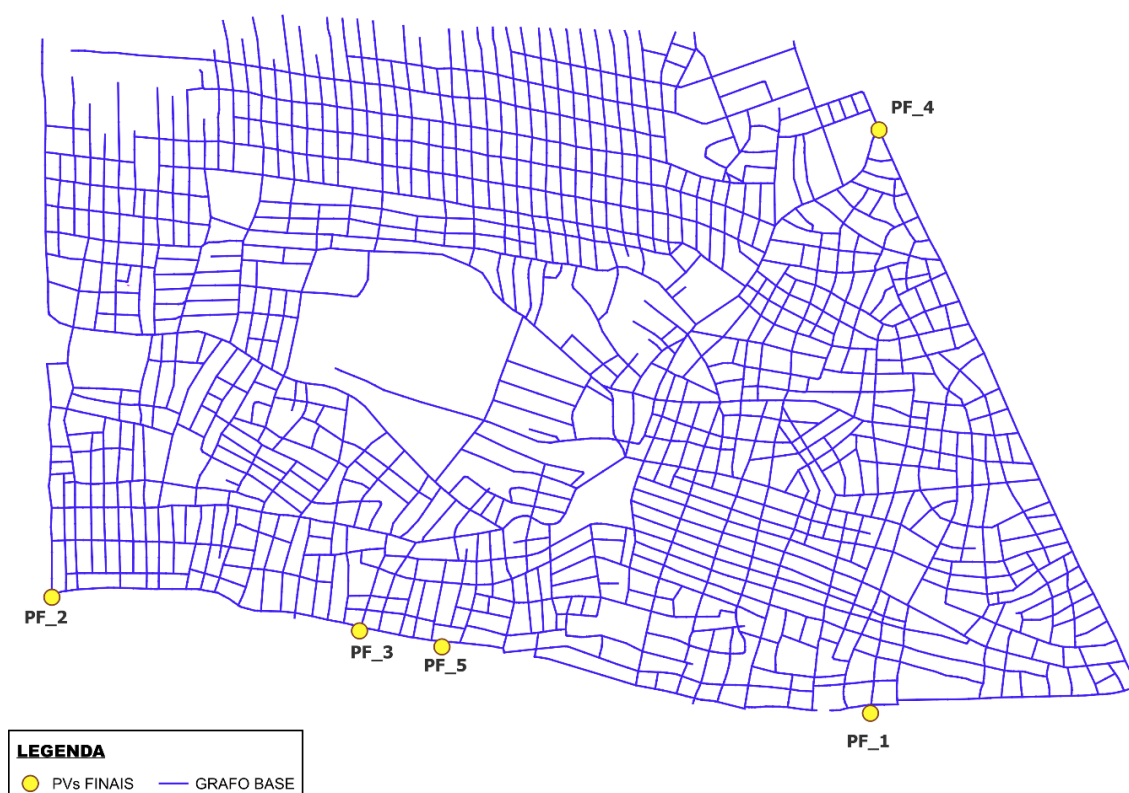 PF_4
PF_2
PF_3
PF_5
PF_1
LEGENDA
PVs FINAIS
GRAFO BASE